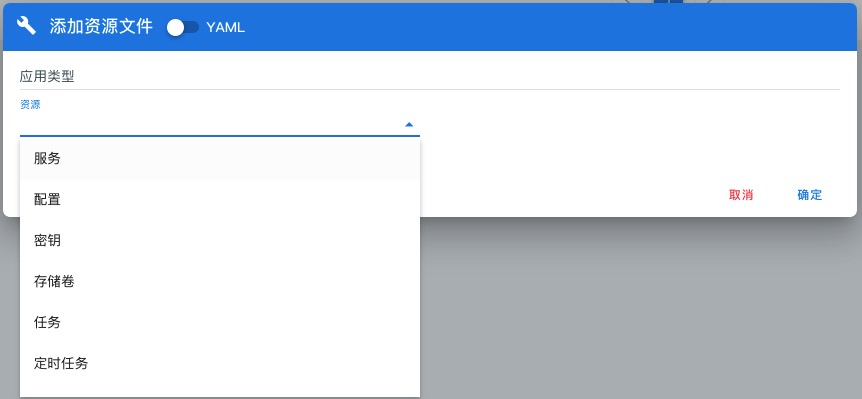 添加资源文件 YAML
应用类型
资源
服务
配置
密钥
存储卷
任务
定时任务
取消 确定